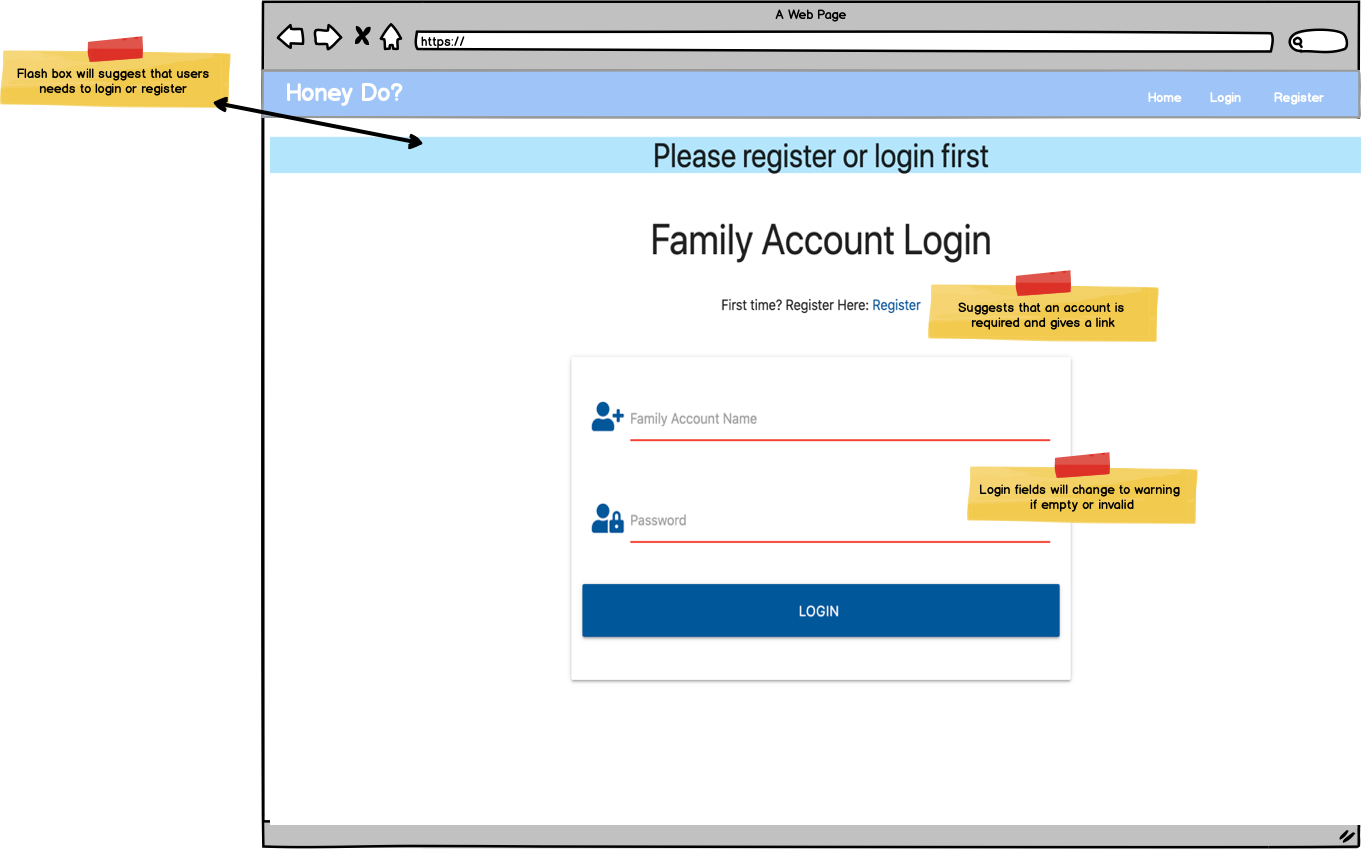 A Web Page
https://
Flash box will suggest that users
needs to login or register
Honey Do?
Home Login Register
Please register or login first
Family Account Login
First time? Register Here: Register
Suggests that an account is
required and gives a link
Family Account Name
Login fields will change to warning
if empty or invalid
Password
LOGIN